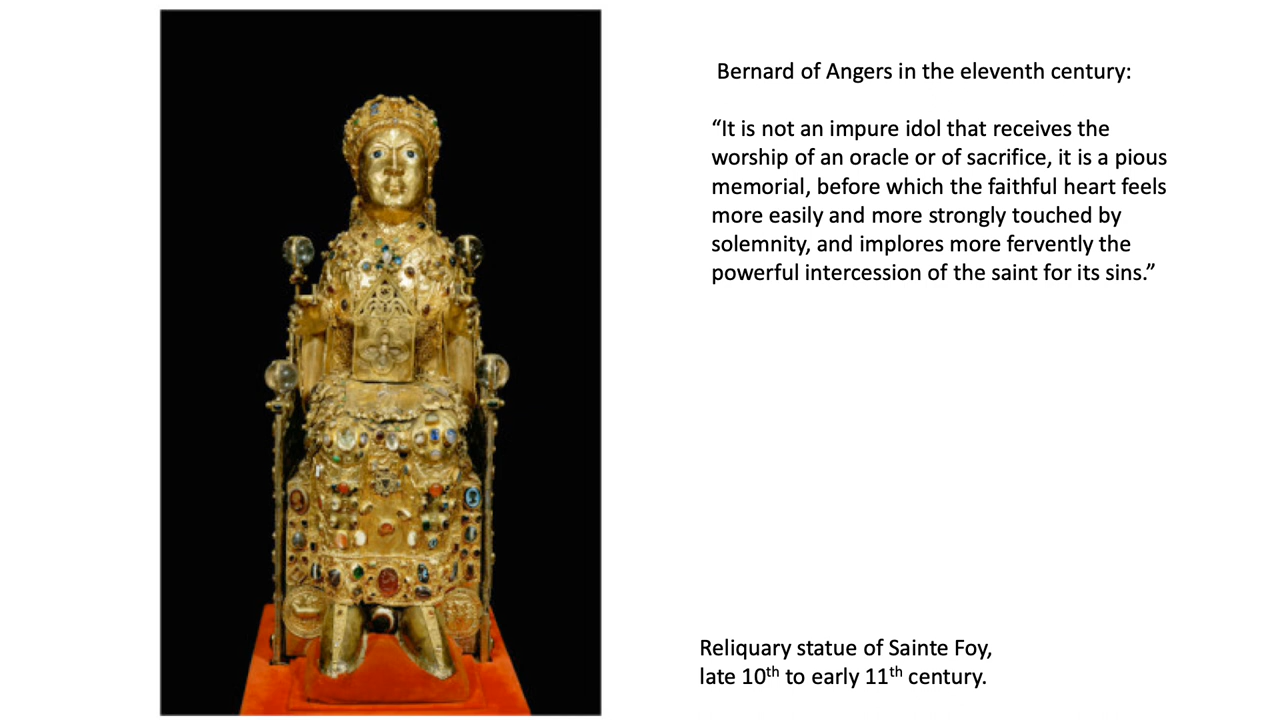 Bernard of Angers in the eleventh century:
“It is not an impure idol that receives the
worship of an oracle or of sacrifice, it is a pious
memorial, before which the faithful heart feels
more easily and more strongly touched by
solemnity, and implores more fervently the
powerful intercession of the saint for its sins.”
Reliquary statue of Sainte Foy,
late 10th to early 11th century.